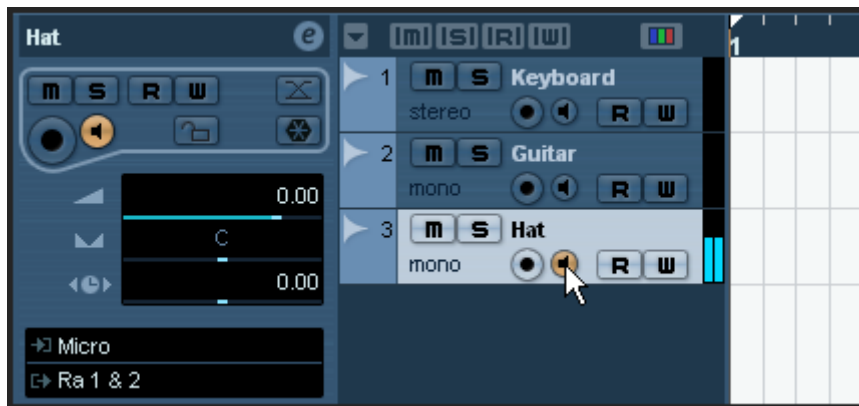 Hat e
m S R W
0.00
C
0.00
Micro
Ra 1 & 2
m S R W
1 m S Keyboard
stereo R W
2 m S Guitar
mono R W
3 m S Hat
mono R W
1